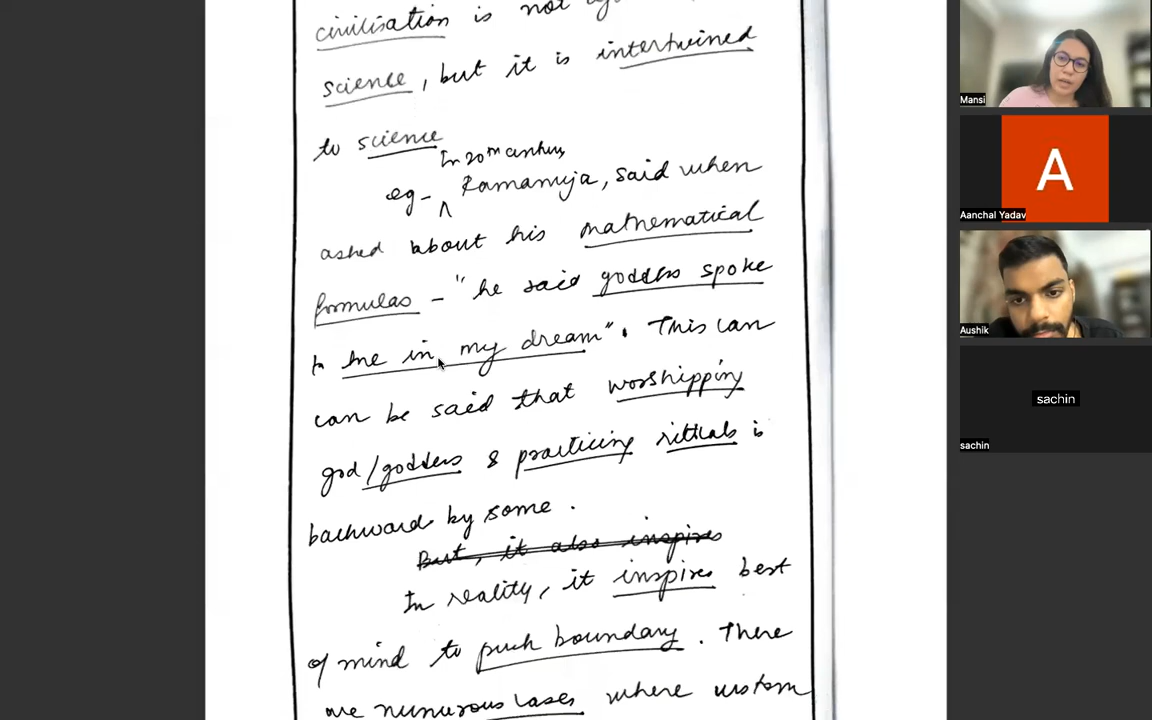 civilisation is not
science, but it is intertwined
to science
In 20th century
eg- Ramanuja, said when
asked about his mathematical
formulas - "he said goddess spoke
to me in my dream". This can
can be said that worshipping
god/goddess & practicing rituals is
backward by some.
But, it also inspires
In reality, it inspires best
of mind to push boundary. There
are numerous cases where custom
Mansi
A
Aanchal Yadav
Aushik
sachin
sachin